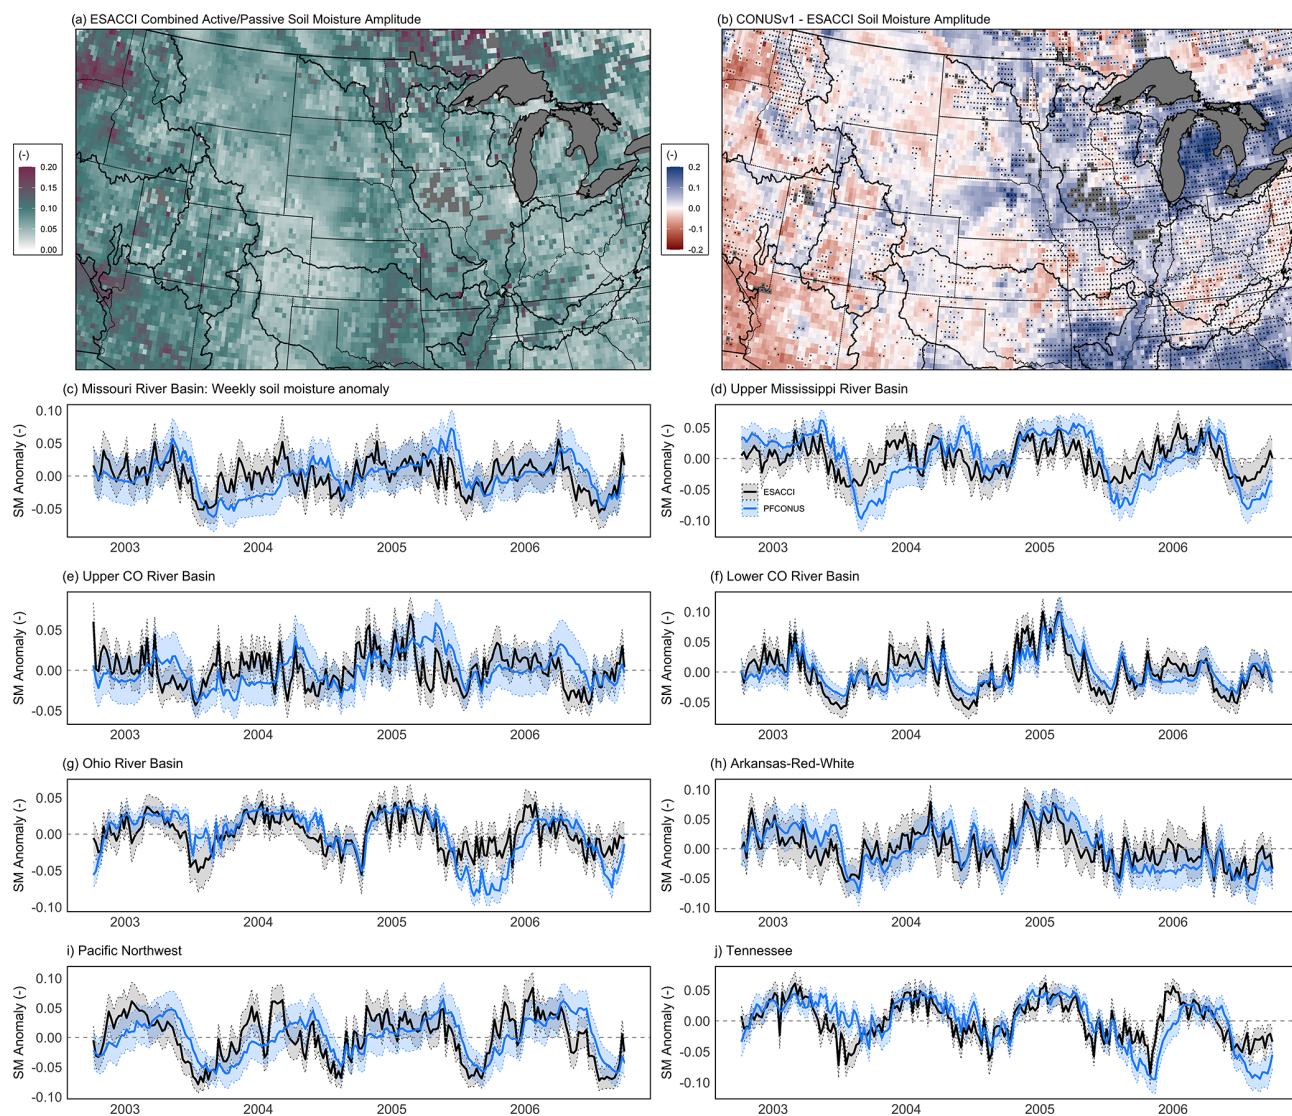 (a) ESACCI Combined Active/Passive Soil Moisture Amplitude
(b) CONUSv1 - ESACCI Soil Moisture Amplitude
(-)
0.20
0.15
0.10
0.05
0.00
(-)
0.2
0.1
0.0
-0.1
-0.2
(c) Missouri River Basin: Weekly soil moisture anomaly
SM Anomaly (-)
0.10
0.05
0.00
-0.05
2003 2004 2005 2006
(d) Upper Mississippi River Basin
SM Anomaly (-)
0.05
0.00
-0.05
-0.10
ESACCI
PFCONUS
2003 2004 2005 2006
(e) Upper CO River Basin
SM Anomaly (-)
0.05
0.00
-0.05
2003 2004 2005 2006
(f) Lower CO River Basin
SM Anomaly (-)
0.10
0.05
0.00
-0.05
2003 2004 2005 2006
(g) Ohio River Basin
SM Anomaly (-)
0.05
0.00
-0.05
-0.10
2003 2004 2005 2006
(h) Arkansas-Red-White
SM Anomaly (-)
0.10
0.05
0.00
-0.05
-0.10
2003 2004 2005 2006
i) Pacific Northwest
SM Anomaly (-)
0.10
0.05
0.00
-0.05
-0.10
2003 2004 2005 2006
j) Tennessee
SM Anomaly (-)
0.05
0.00
-0.05
-0.10
2003 2004 2005 2006